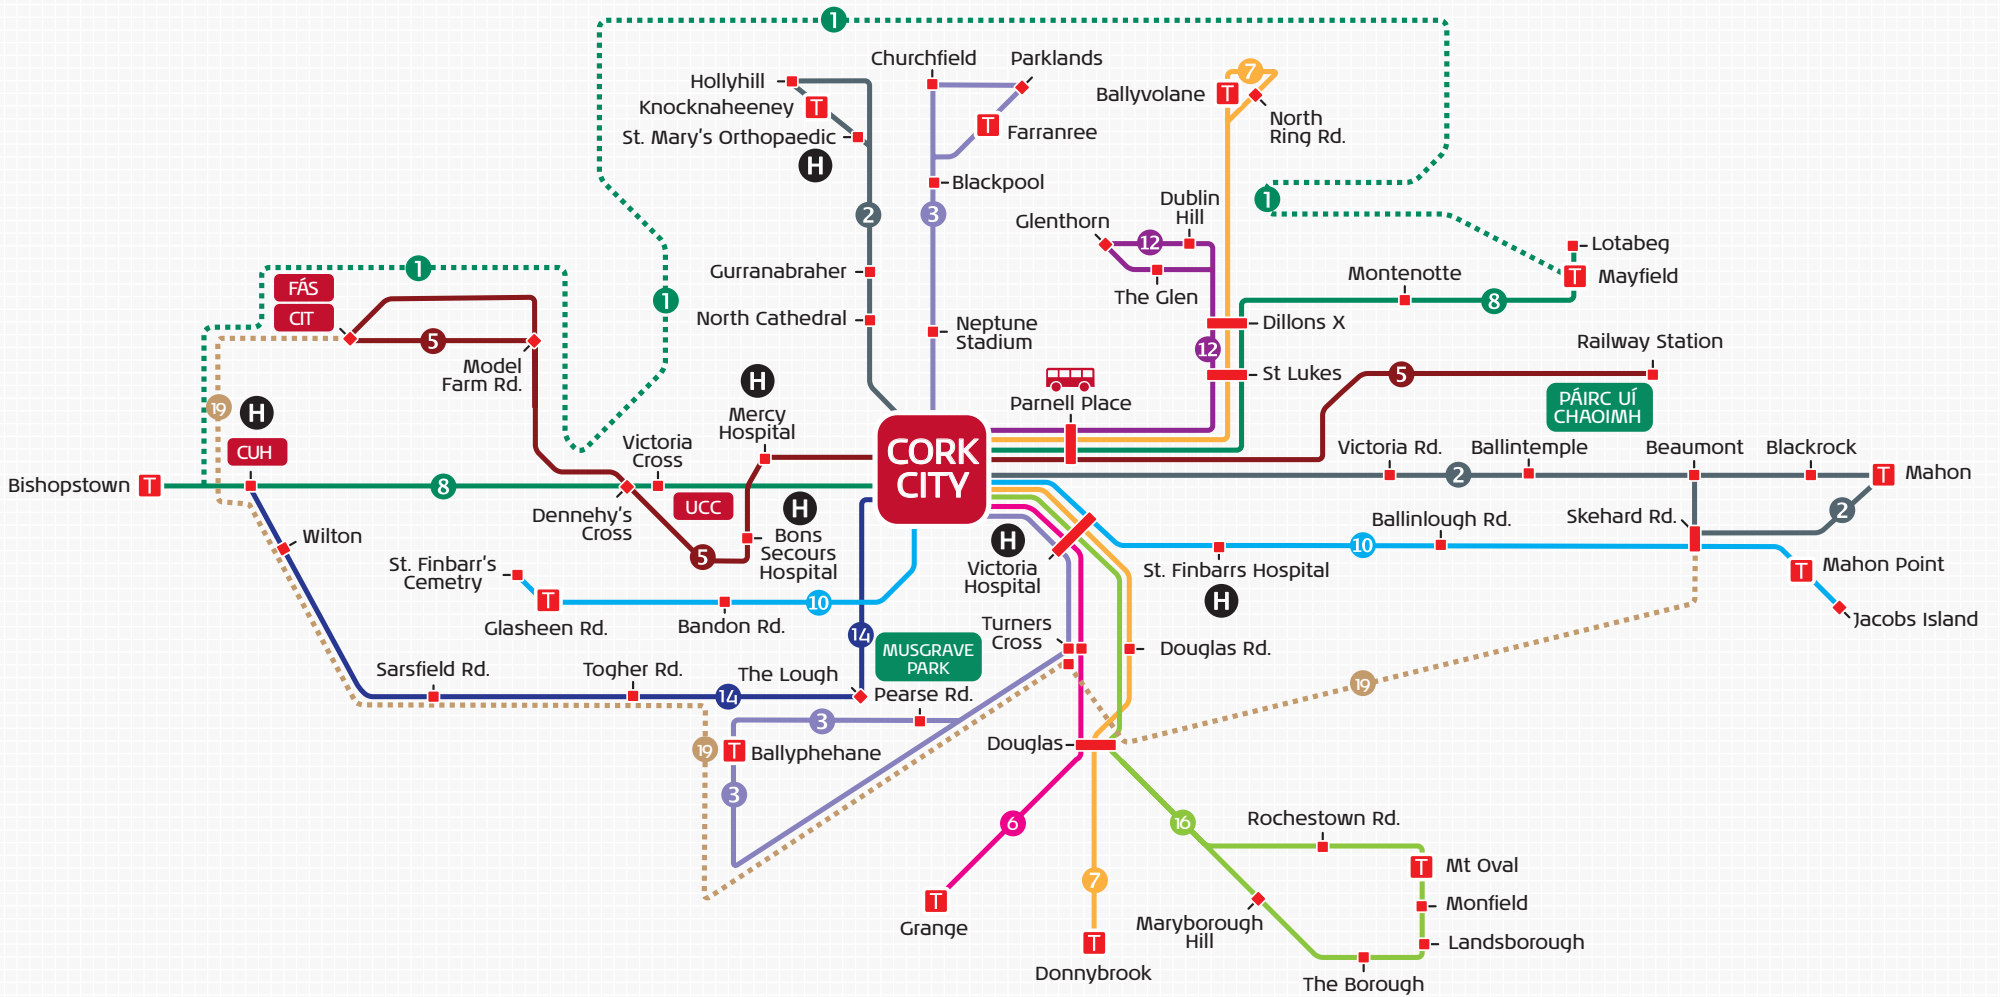 1
Churchfield
Parklands
Hollyhill
Knocknaheeney
T
St. Mary's Orthopaedic
H
T
Farranree
Blackpool
2
3
Ballyvolane
T
7
North
Ring Rd.
Dublin
Hill
Glenthorn
12
The Glen
1
Lotabeg
T
Mayfield
Montenotte
8
1
FÁS
CIT
5
Model
Farm Rd.
1
Gurranabraher
North Cathedral
Neptune
Stadium
Dillons X
12
St Lukes
Railway Station
5
PÁIRC UÍ
CHAOIMH
Parnell Place
19
H
CUH
H
Mercy
Hospital
Victoria
Cross
CORK
CITY
Victoria Rd.
Ballintemple
Beaumont
Blackrock
2
T
Mahon
Bishopstown
T
8
UCC
Dennehy's
Cross
5
H
Bons
Secours
Hospital
Wilton
St. Finbarr's
Cemetry
T
Glasheen Rd.
Bandon Rd.
10
H
Victoria
Hospital
St. Finbarrs Hospital
H
10
Ballinlough Rd.
Skehard Rd.
2
T
Mahon Point
Jacobs Island
14
MUSGRAVE
PARK
Turners
Cross
Douglas Rd.
Sarsfield Rd.
Togher Rd.
The Lough
14
Pearse Rd.
19
3
19
T
Ballyphehane
3
Douglas
6
T
Grange
7
T
Donnybrook
16
Rochestown Rd.
T
Mt Oval
Monfield
Landsborough
Maryborough
Hill
The Borough